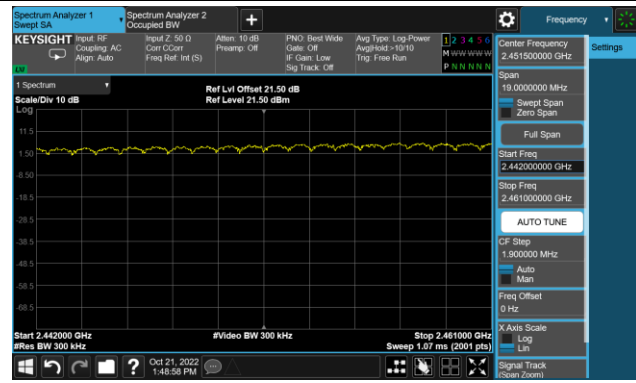 Spectrum Analyzer 1
Swept SA
Spectrum Analyzer 2
Occupied BW
+
Frequency
KEYSIGHT
Input: RF
Coupling: AC
Align: Auto
Input Z: 50 Ω
Corr CCorr
Freq Ref: Int (S)
Atten: 10 dB
Preamp: Off
PNO: Best Wide
Gate: Off
IF Gain: Low
Sig Track: Off
Avg Type: Log-Power
Avg|Hold:>10/10
Trig: Free Run
1 2 3 4 5 6
M W W W W W
P N N N N N
1 Spectrum
Scale/Div 10 dB
Log
Ref Lvl Offset 21.50 dB
Ref Level 21.50 dBm
11.5
1.50
-8.50
-18.5
-28.5
-38.5
-48.5
-58.5
-68.5
Start 2.442000 GHz
#Res BW 300 kHz
#Video BW 300 kHz
Stop 2.461000 GHz
Sweep 1.07 ms (2001 pts)
?
Oct 21, 2022
1:48:58 PM
Center Frequency
2.451500000 GHz
Settings
Span
19.0000000 MHz
Swept Span
Zero Span
Full Span
Start Freq
2.442000000 GHz
Stop Freq
2.461000000 GHz
AUTO TUNE
CF Step
1.900000 MHz
Auto
Man
Freq Offset
0 Hz
X Axis Scale
Log
Lin
Signal Track
(Span Zoom)